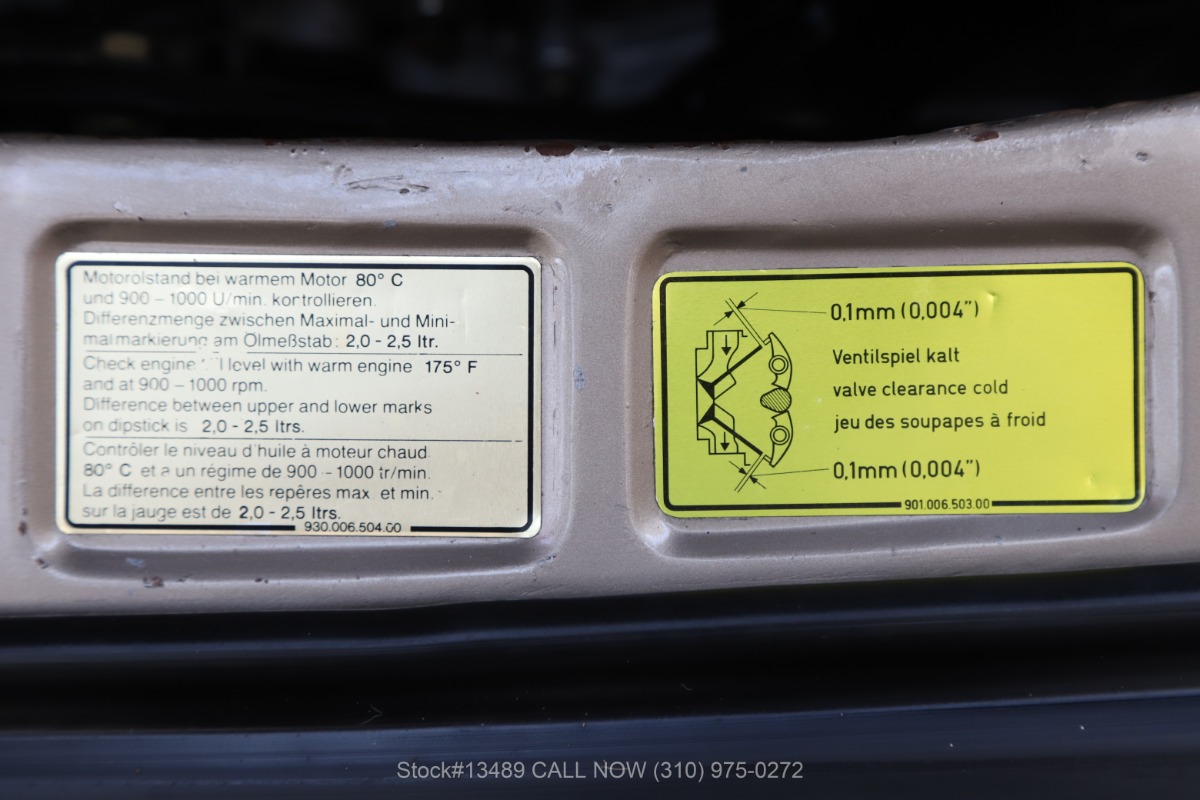 Motorölstand bei warmem Motor 80° C
und 900 – 1000 U/min. kontrollieren.
Differenzmenge zwischen Maximal- und Mini-
malmarkierung am Ölmeßstab: 2,0 - 2,5 ltr.
Check engine level with warm engine 175° F
and at 900 – 1000 rpm.
Difference between upper and lower marks
on dipstick is 2,0 - 2,5 ltrs.
Contrôler le niveau d'huile à moteur chaud
80° C et a un régime de 900 - 1000 tr/min.
La difference entre les repêres max. et min.
sur la jauge est de 2,0 - 2,5 ltrs.
930.006.504.00
0,1mm (0,004")
Ventilspiel kalt
valve clearance cold
jeu des soupapes à froid
0,1mm (0,004")
901.006.503.00
Stock#13489 CALL NOW (310) 975-0272